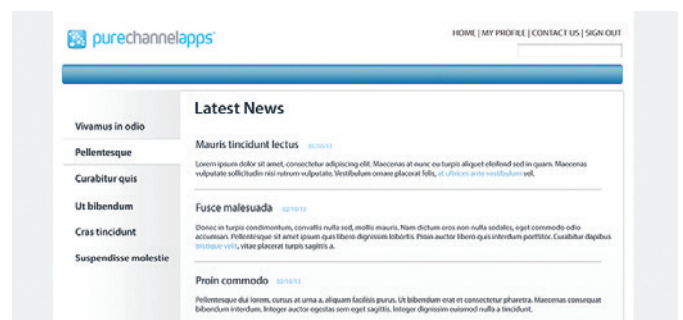 purechannelapps
HOME | MY PROFILE | CONTACT US | SIGN OUT
Vivamus in odio
Pellentesque
Curabitur quis
Ut bibendum
Cras tincidunt
Suspendisse molestie
Latest News
Mauris tincidunt lectus
Lorem ipsum dolor sit amet, consectetur adipiscing elit. Maecenas at nunc eu turpis aliquet eleifend sed in quam. Maecenas
vulputate sollicitudin nisi rutrum vulputate. Vestibulum ornare placerat felis, at ultrices ante vestibulum vel.
Fusce malesuada 02/10/13
Donec in turpis condimentum, convallis nulla sed, mollis mauris. Nam dictum eros non nulla sodales, eget commodo odio
accumsan. Pellentesque sit amet ipsum quis libero dignissim lobortis. Proin auctor libero quis interdum porttitor. Curabitur dapibus
tristique velit, vitae placerat turpis sagittis a.
Proin commodo 02/10/13
Pellentesque dui lorem, cursus at urna a, aliquam facilisis purus. Ut bibendum erat et consectetur pharetra. Maecenas consequat
bibendum interdum. Integer auctor egestas sem eget sagittis. Integer dignissim euismod nulla a tincidunt.